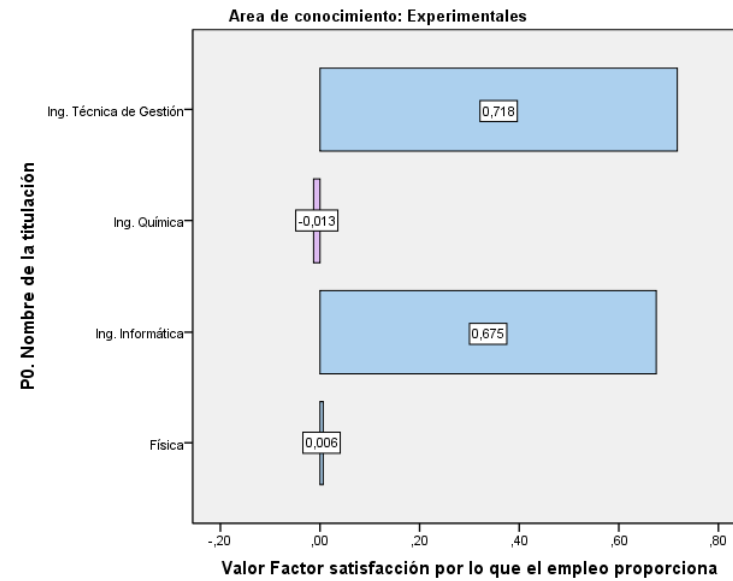 Area de conocimiento: Experimentales
P0. Nombre de la titulación
Ing. Técnica de Gestión
0,718
Ing. Química
-0,013
Ing. Informática
0,675
Física
0,006
-,20
,00
,20
,40
,60
,80
Valor Factor satisfacción por lo que el empleo proporciona